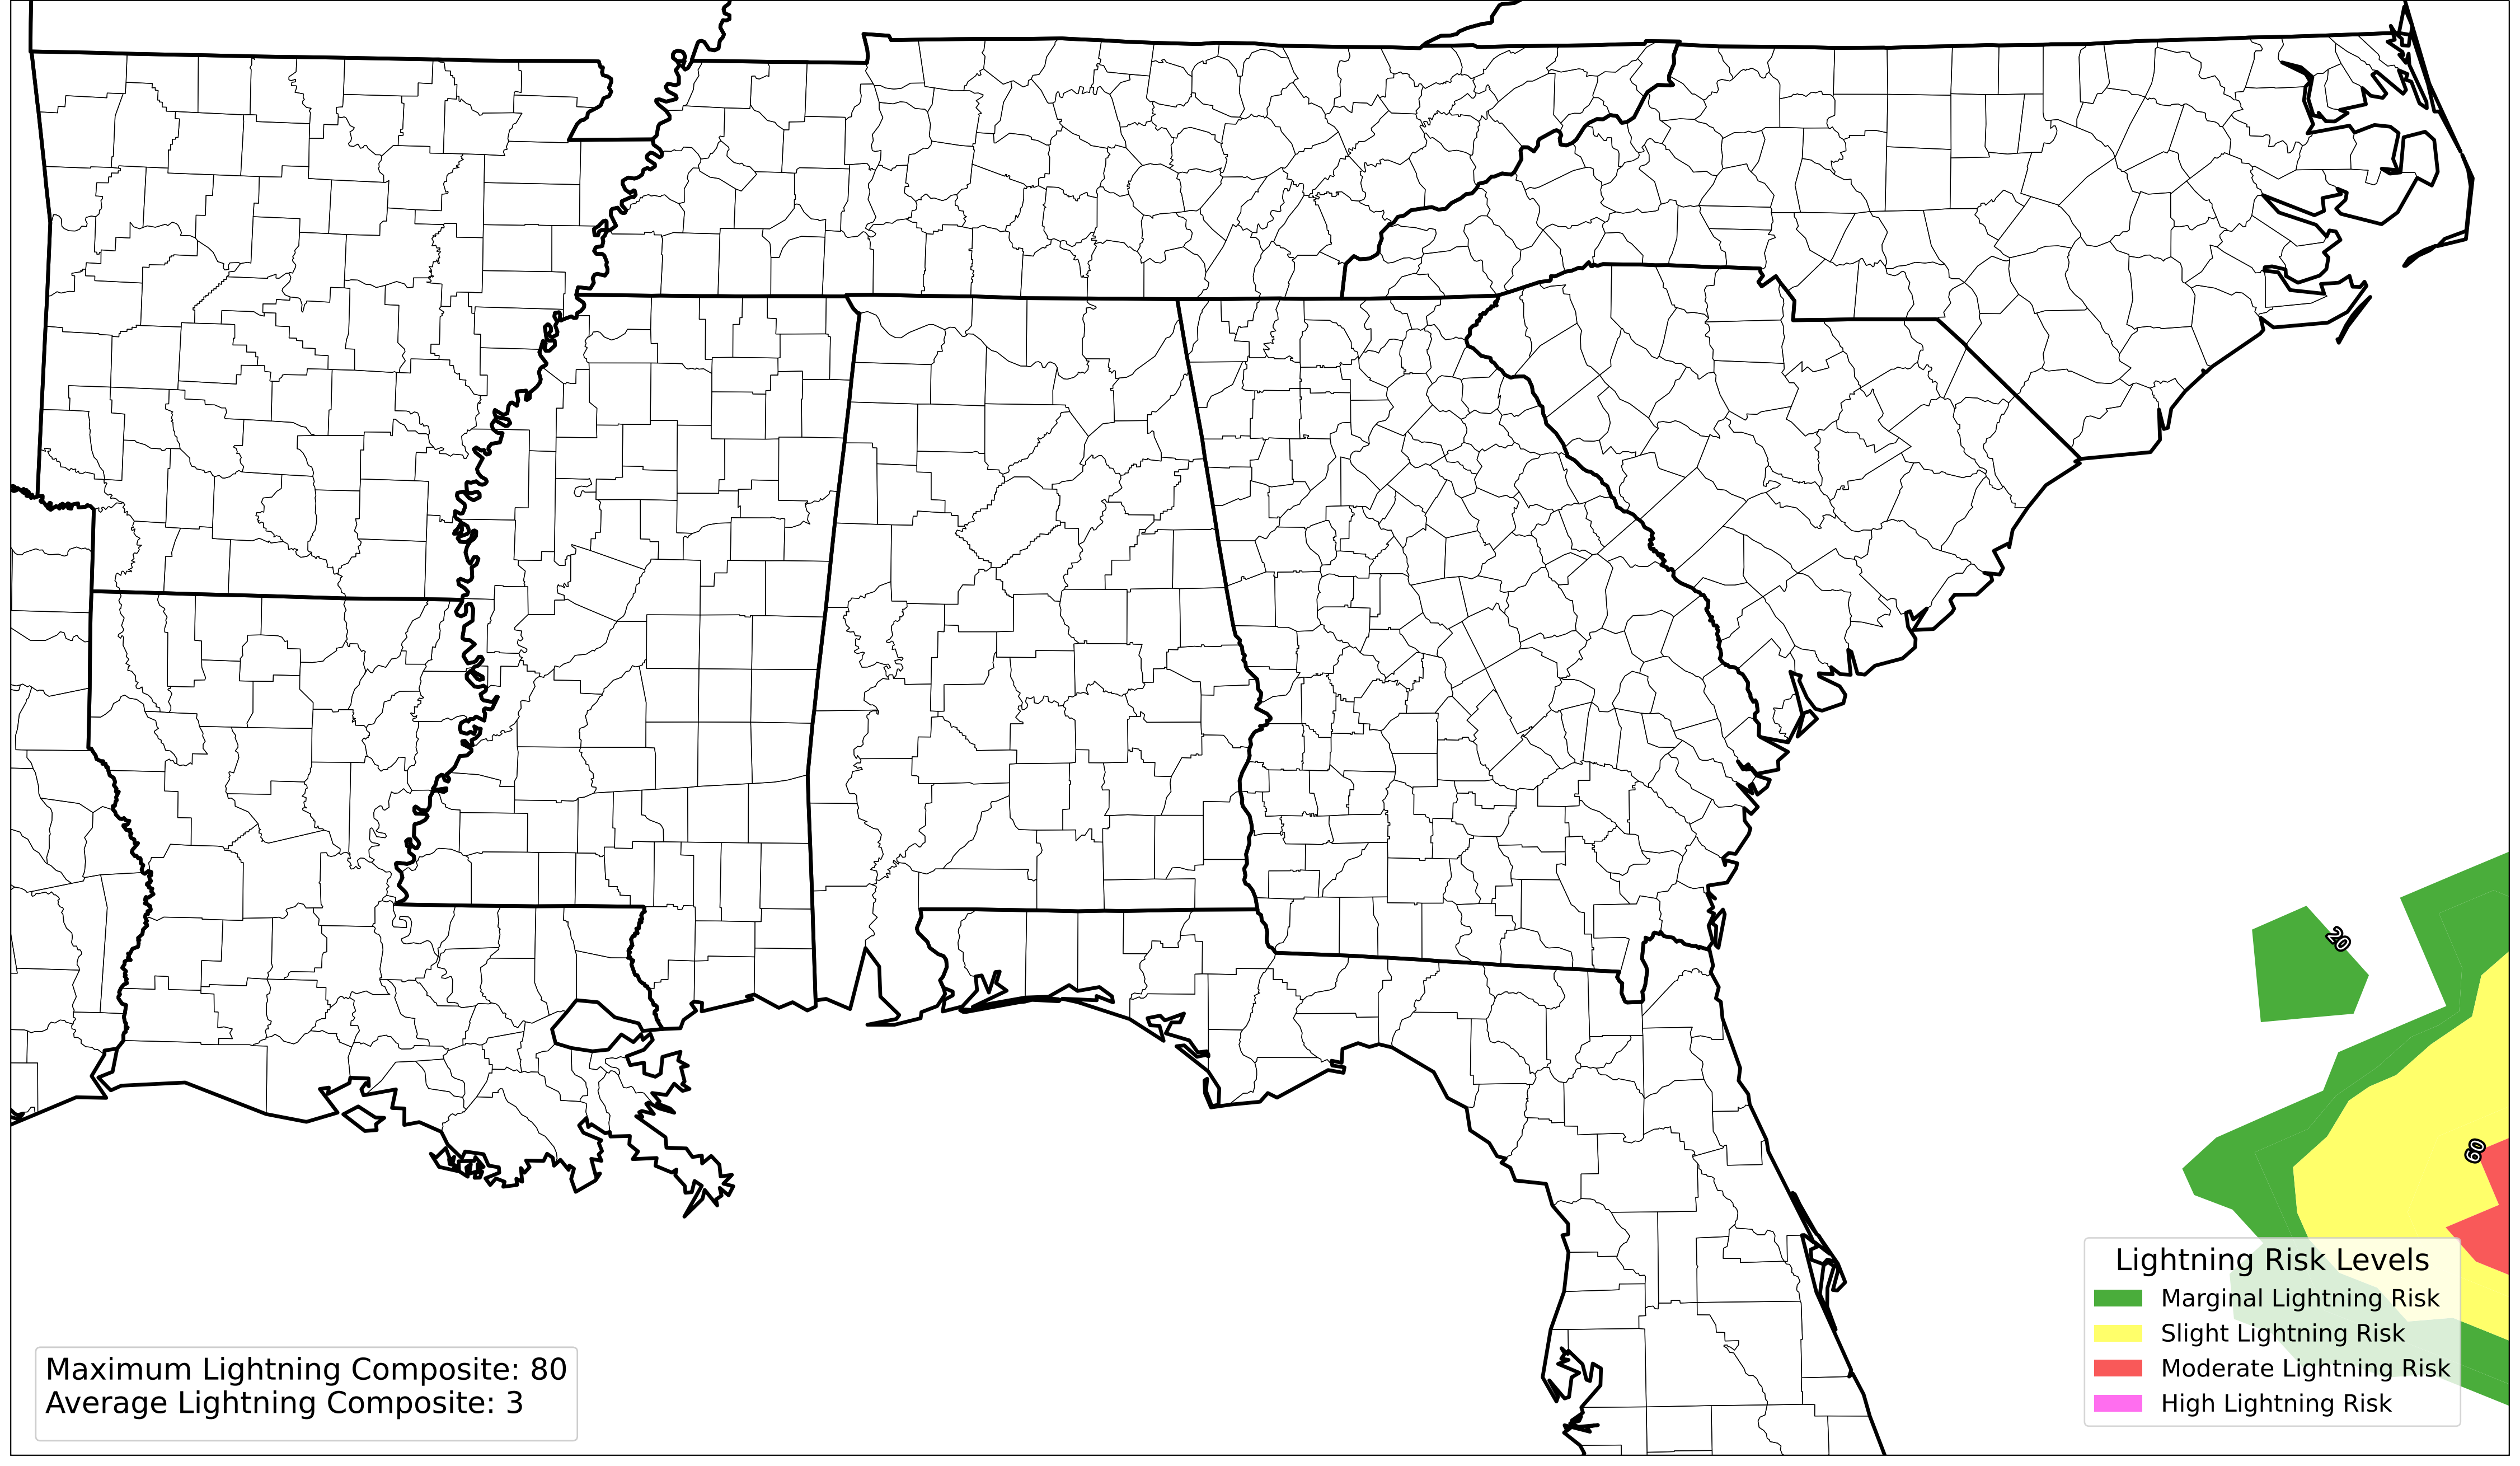 20
60
Lightning Risk Levels
Marginal Lightning Risk
Slight Lightning Risk
Moderate Lightning Risk
High Lightning Risk
Maximum Lightning Composite: 80
Average Lightning Composite: 3